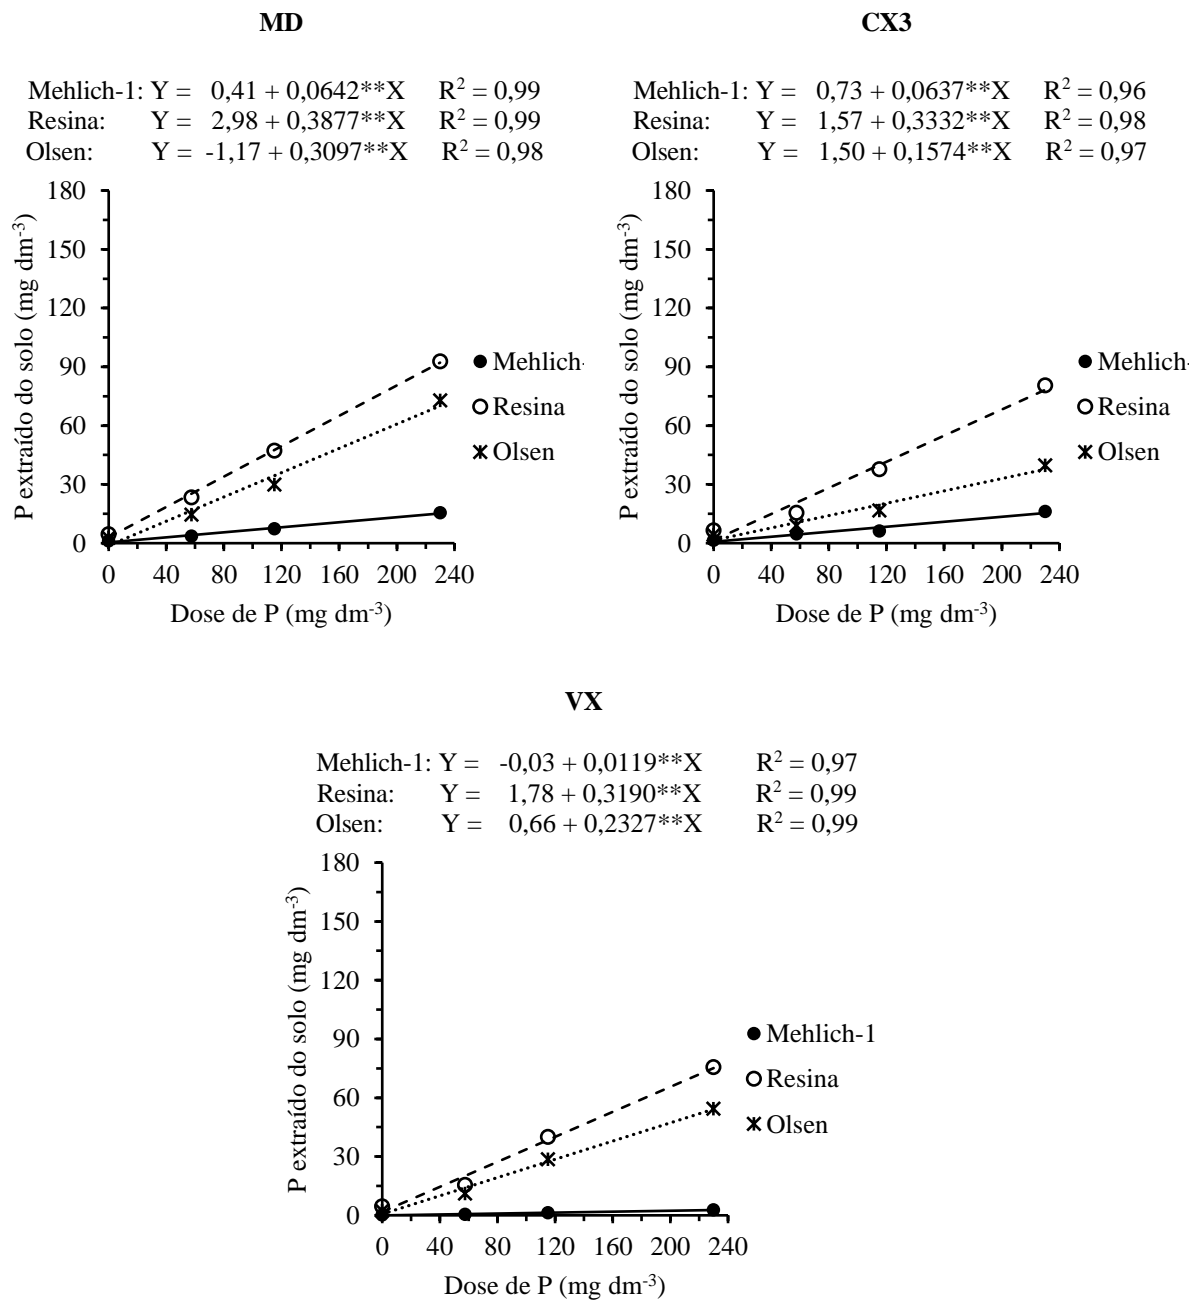 MD
Mehlich-1: Y = 0,41 + 0,0642**X R² = 0,99
Resina: Y = 2,98 + 0,3877**X R² = 0,99
Olsen: Y = -1,17 + 0,3097**X R² = 0,98
180
150
120
90
60
30
0
P extraído do solo (mg dm⁻³)
Mehlich-
Resina
Olsen
0 40 80 120 160 200 240
Dose de P (mg dm⁻³)
CX3
Mehlich-1: Y = 0,73 + 0,0637**X R² = 0,96
Resina: Y = 1,57 + 0,3332**X R² = 0,98
Olsen: Y = 1,50 + 0,1574**X R² = 0,97
180
150
120
90
60
30
0
P extraído do solo (mg dm⁻³)
Mehlich-
Resina
Olsen
0 40 80 120 160 200 240
Dose de P (mg dm⁻³)
VX
Mehlich-1: Y = -0,03 + 0,0119**X R² = 0,97
Resina: Y = 1,78 + 0,3190**X R² = 0,99
Olsen: Y = 0,66 + 0,2327**X R² = 0,99
180
150
120
90
60
30
0
P extraído do solo (mg dm⁻³)
Mehlich-1
Resina
Olsen
0 40 80 120 160 200 240
Dose de P (mg dm⁻³)